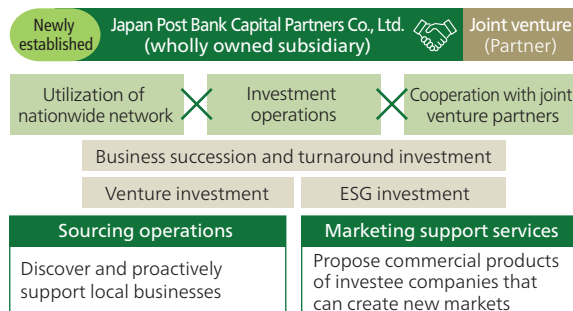 Newly
established
Japan Post Bank Capital Partners Co., Ltd.
(wholly owned subsidiary)
Joint venture
(Partner)
Utilization of
nationwide network
Investment
operations
Cooperation with joint
venture partners
Business succession and turnaround investment
Venture investment
ESG investment
Sourcing operations
Discover and proactively
support local businesses
Marketing support services
Propose commercial products
of investee companies that
can create new markets